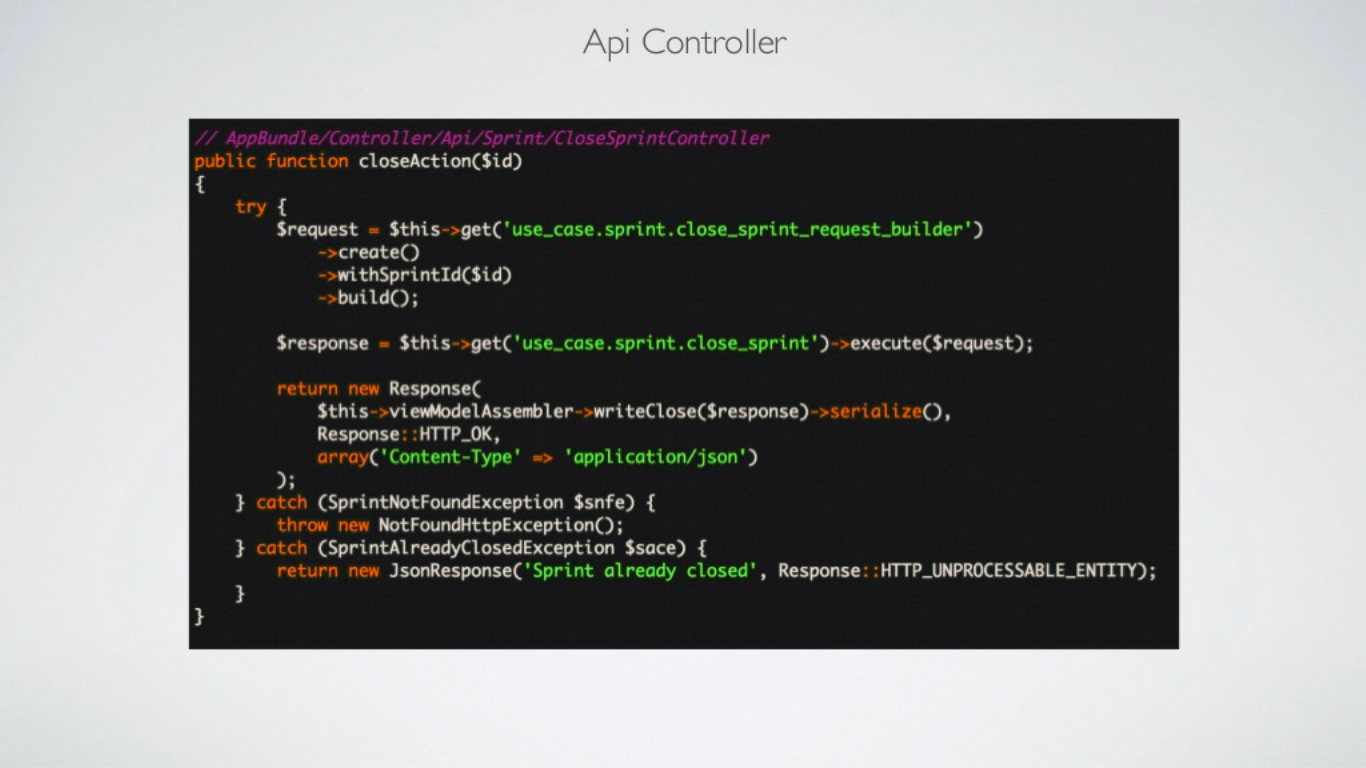 Api Controller
// AppBundle/Controller/Api/Sprint/CloseSprintController
public function closeAction($id)
{
    try {
        $request = $this->get('use_case.sprint.close_sprint_request_builder')
            ->create()
            ->withSprintId($id)
            ->build();

        $response = $this->get('use_case.sprint.close_sprint')->execute($request);

        return new Response(
            $this->viewModelAssembler->writeClose($response)->serialize(),
            Response::HTTP_OK,
            array('Content-Type' => 'application/json')
        );
    } catch (SprintNotFoundException $snfe) {
        throw new NotFoundHttpException();
    } catch (SprintAlreadyClosedException $sace) {
        return new JsonResponse('Sprint already closed', Response::HTTP_UNPROCESSABLE_ENTITY);
    }
}